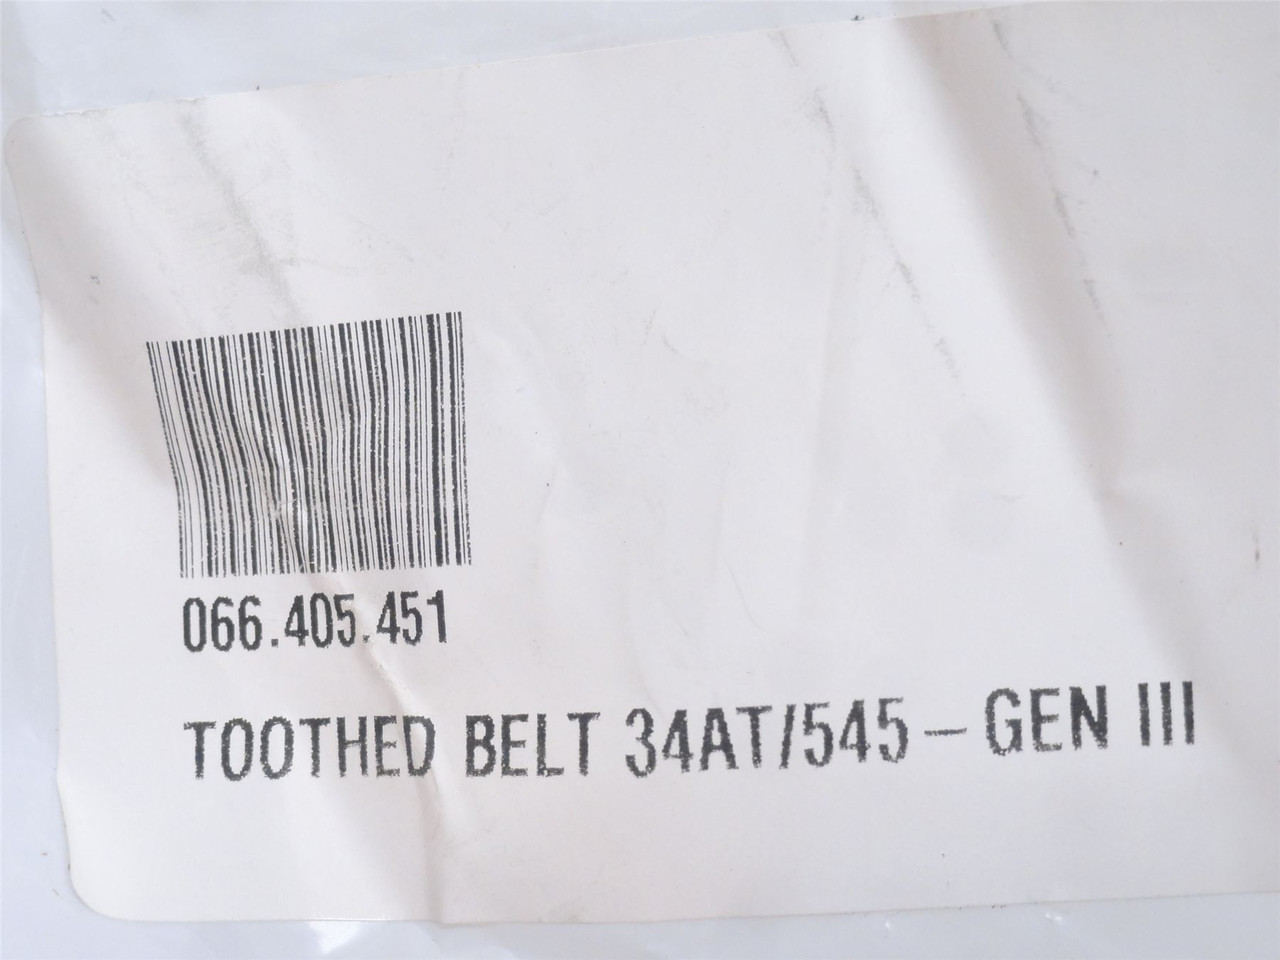 066.405.451
TOOTHED BELT 34AT/545-GEN III